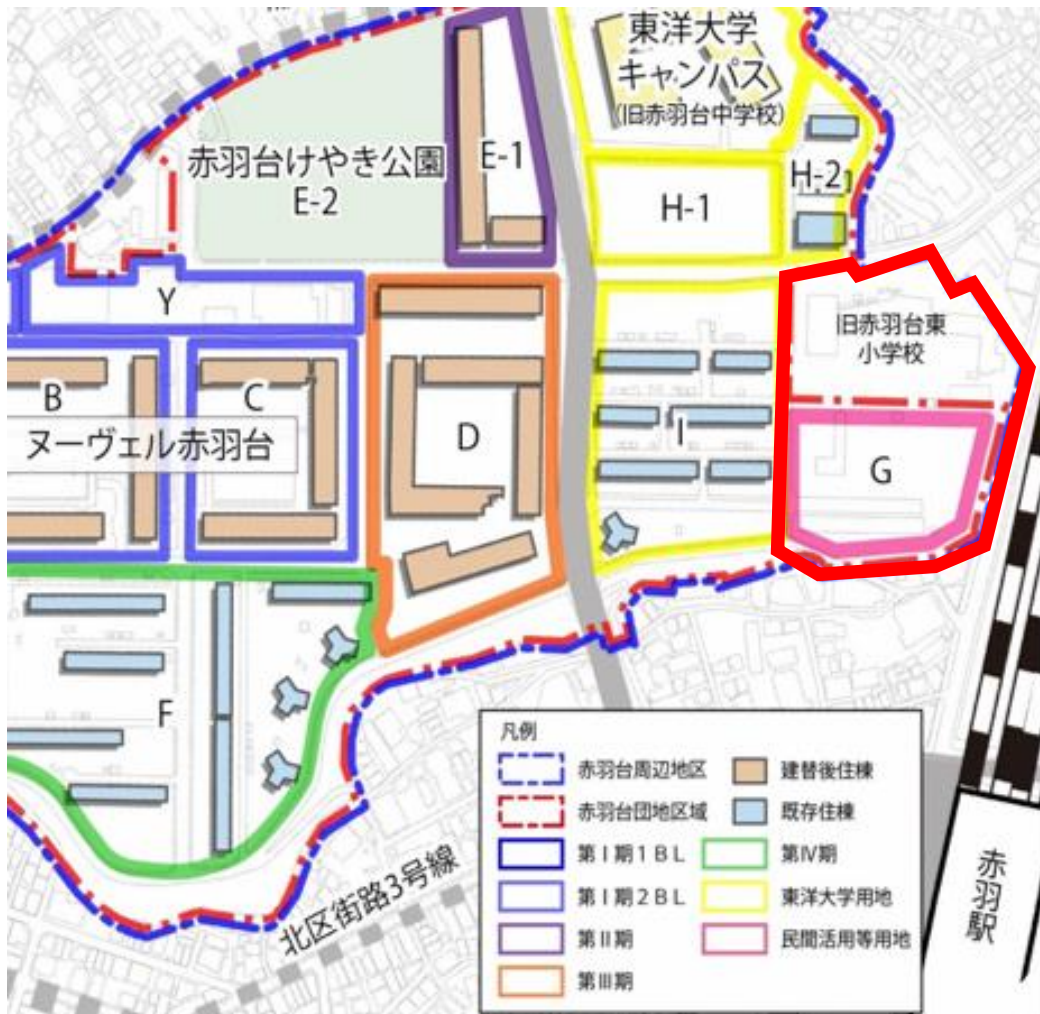 東洋大学
キャンパス
(旧赤羽台中学校)
赤羽台けやき公園
E-2
E-1
H-1
H-2
Y
旧赤羽台東
小学校
B
C
D
I
G
ヌーヴェル赤羽台
F
北区街路3号線
赤羽駅
凡例
赤羽台周辺地区
建替後住棟
赤羽台団地区域
既存住棟
第Ⅰ期1BL
第Ⅳ期
第Ⅰ期2BL
東洋大学用地
第Ⅱ期
民間活用等用地
第Ⅲ期